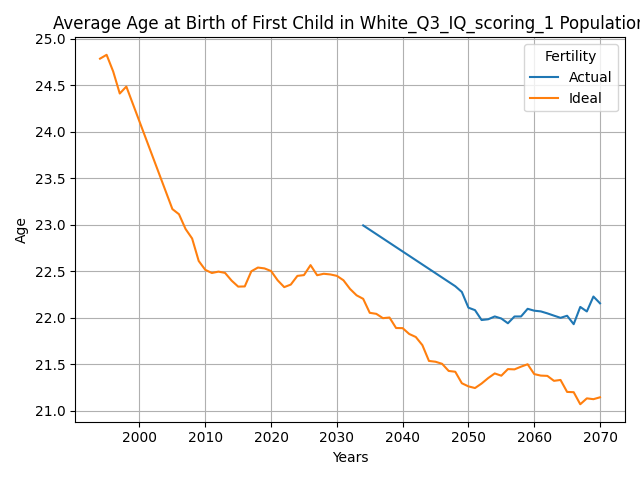 Average Age at Birth of First Child in White_Q3_IQ_scoring_1 Population
Fertility
Actual
Ideal
25.0
24.5
24.0
23.5
23.0
22.5
22.0
21.5
21.0
Age
2000 2010 2020 2030 2040 2050 2060 2070
Years